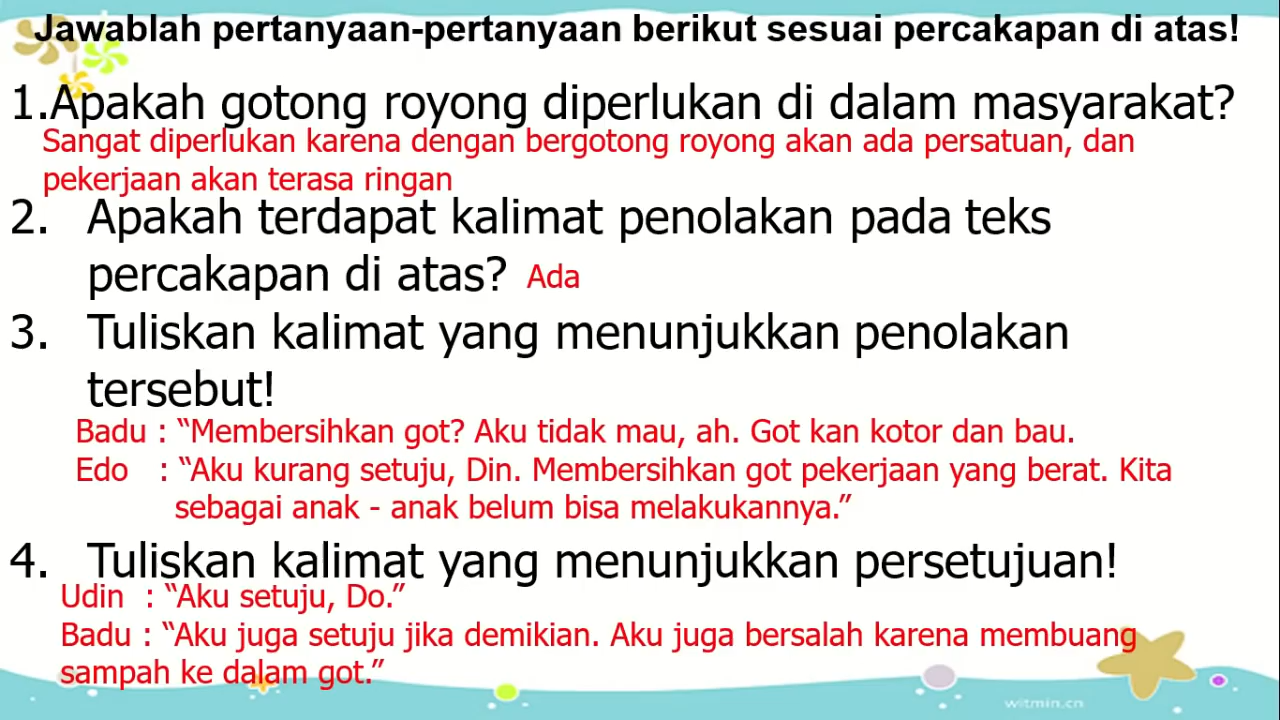 Jawablah pertanyaan-pertanyaan berikut sesuai percakapan di atas!
1.Apakah gotong royong diperlukan di dalam masyarakat?
Sangat diperlukan karena dengan bergotong royong akan ada persatuan, dan
pekerjaan akan terasa ringan
2. Apakah terdapat kalimat penolakan pada teks
percakapan di atas? Ada
3. Tuliskan kalimat yang menunjukkan penolakan
tersebut!
Badu : “Membersihkan got? Aku tidak mau, ah. Got kan kotor dan bau.
Edo : “Aku kurang setuju, Din. Membersihkan got pekerjaan yang berat. Kita
sebagai anak - anak belum bisa melakukannya.”
4. Tuliskan kalimat yang menunjukkan persetujuan!
Udin : “Aku setuju, Do.”
Badu : “Aku juga setuju jika demikian. Aku juga bersalah karena membuang
sampah ke dalam got.”
witmin.cn